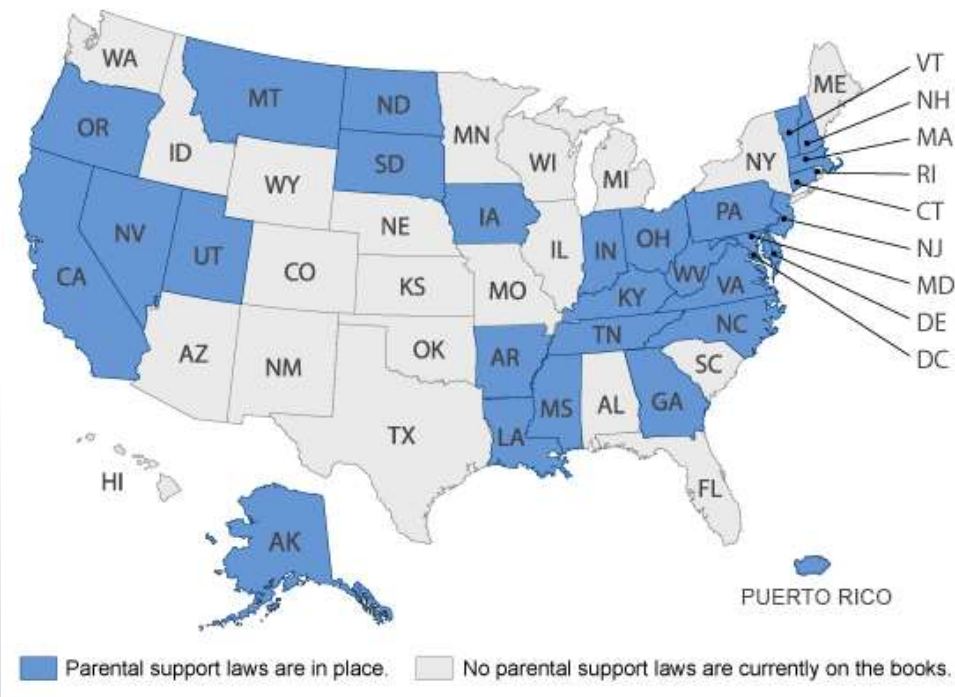 WA
MT
ND
MN
ME
VT
NH
MA
RI
CT
NJ
MD
DE
DC
OR
ID
SD
WI
MI
NY
WY
IA
PA
NV
NE
IL
IN
OH
CA
UT
CO
KS
MO
WV
VA
KY
AZ
NM
OK
AR
TN
NC
SC
TX
LA
MS
AL
GA
HI
FL
AK
PUERTO RICO
Parental support laws are in place.
No parental support laws are currently on the books.